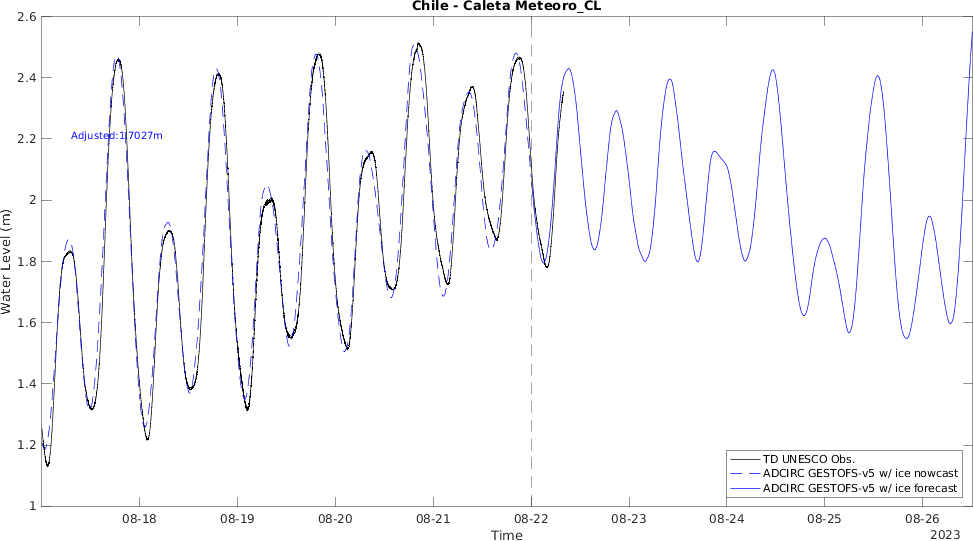 Chile - Caleta Meteoro_CL
2.6
2.4
2.2
2
1.8
1.6
1.4
1.2
1
Water Level (m)
Adjusted:1.7027m
TD UNESCO Obs.
ADCIRC GESTOFS-v5 w/ ice nowcast
ADCIRC GESTOFS-v5 w/ ice forecast
08-18 08-19 08-20 08-21 08-22 08-23 08-24 08-25 08-26
Time
2023